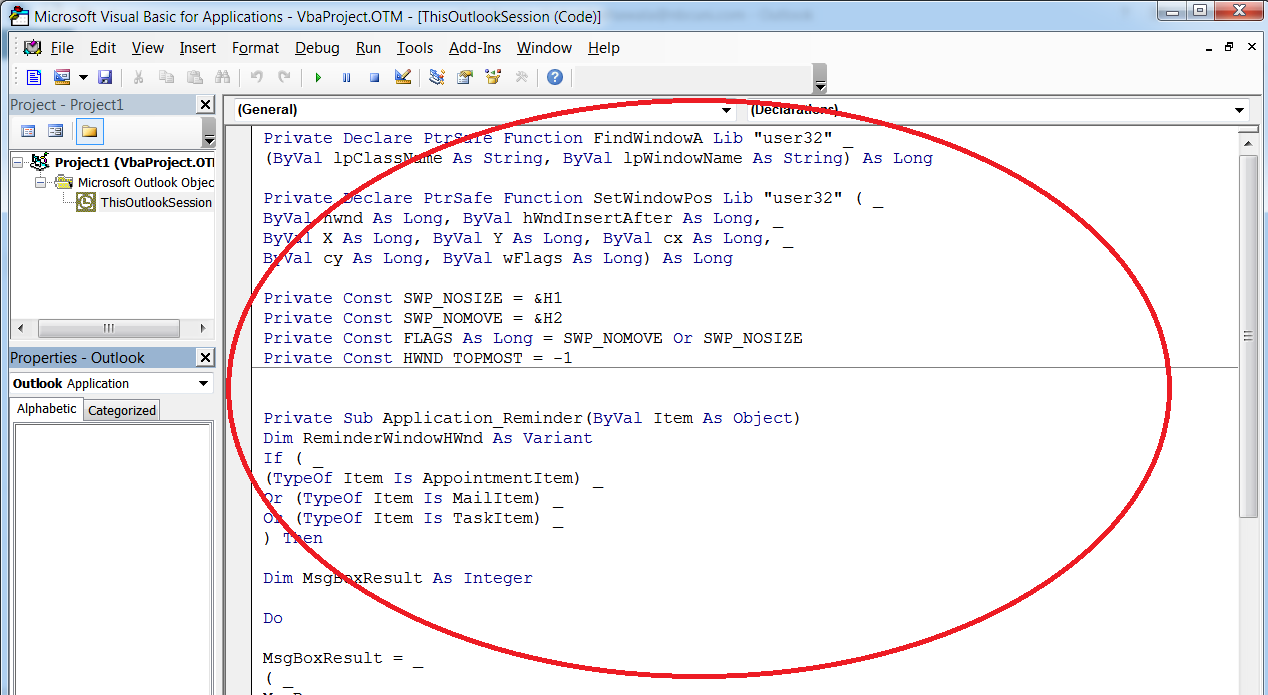 Microsoft Visual Basic for Applications - VbaProject.OTM - [ThisOutlookSession (Code)]
File Edit View Insert Format Debug Run Tools Add-Ins Window Help
Project - Project1
Project1 (VbaProject.OTM
Microsoft Outlook Objec
ThisOutlookSession
Properties - Outlook
Outlook Application
Alphabetic Categorized
(General) (Declarations)
Private Declare PtrSafe Function FindWindowA Lib "user32" _
(ByVal lpClassName As String, ByVal lpWindowName As String) As Long
Private Declare PtrSafe Function SetWindowPos Lib "user32" ( _
ByVal hwnd As Long, ByVal hWndInsertAfter As Long, _
ByVal X As Long, ByVal Y As Long, ByVal cx As Long, _
ByVal cy As Long, ByVal wFlags As Long) As Long
Private Const SWP_NOSIZE = &H1
Private Const SWP_NOMOVE = &H2
Private Const FLAGS As Long = SWP_NOMOVE Or SWP_NOSIZE
Private Const HWND_TOPMOST = -1
Private Sub Application_Reminder(ByVal Item As Object)
Dim ReminderWindowHWnd As Variant
If ( _
(TypeOf Item Is AppointmentItem) _
Or (TypeOf Item Is MailItem) _
Or (TypeOf Item Is TaskItem) _
) Then
Dim MsgBoxResult As Integer
Do
MsgBoxResult = _
( _